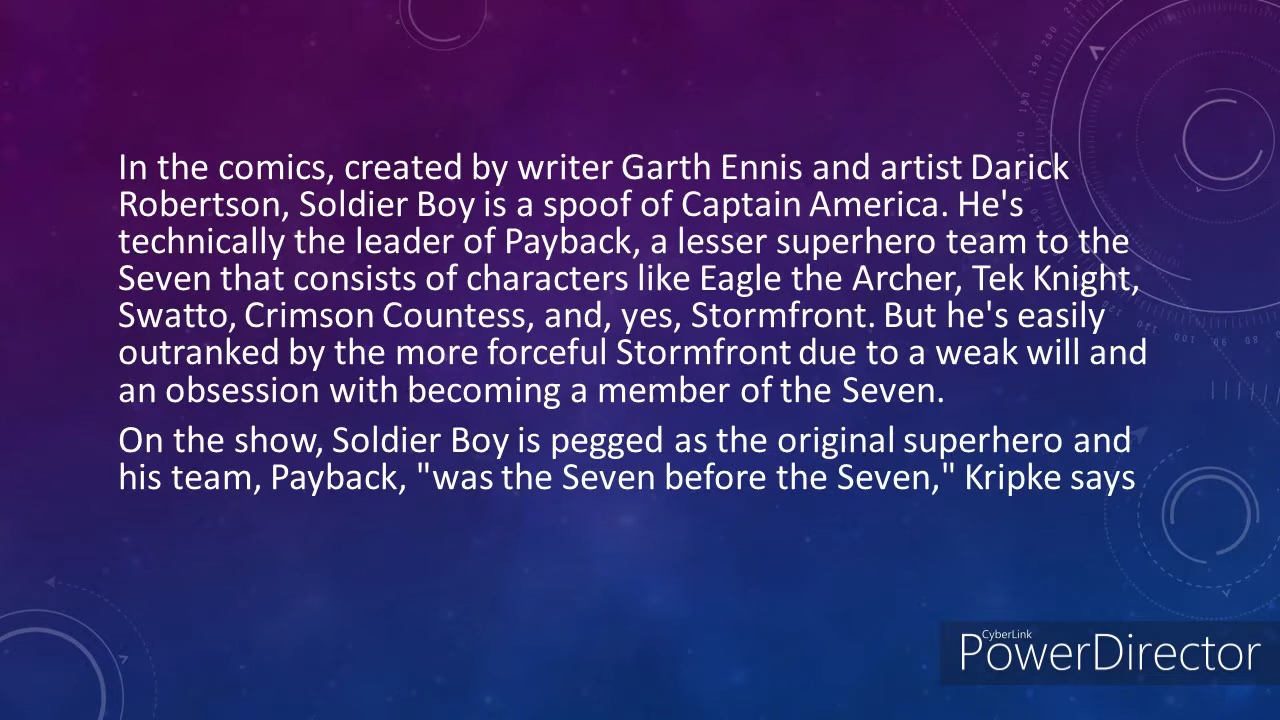 In the comics, created by writer Garth Ennis and artist Darick
Robertson, Soldier Boy is a spoof of Captain America. He's
technically the leader of Payback, a lesser superhero team to the
Seven that consists of characters like Eagle the Archer, Tek Knight,
Swatto, Crimson Countess, and, yes, Stormfront. But he's easily
outranked by the more forceful Stormfront due to a weak will and
an obsession with becoming a member of the Seven.
On the show, Soldier Boy is pegged as the original superhero and
his team, Payback, "was the Seven before the Seven," Kripke says
CyberLink
PowerDirector